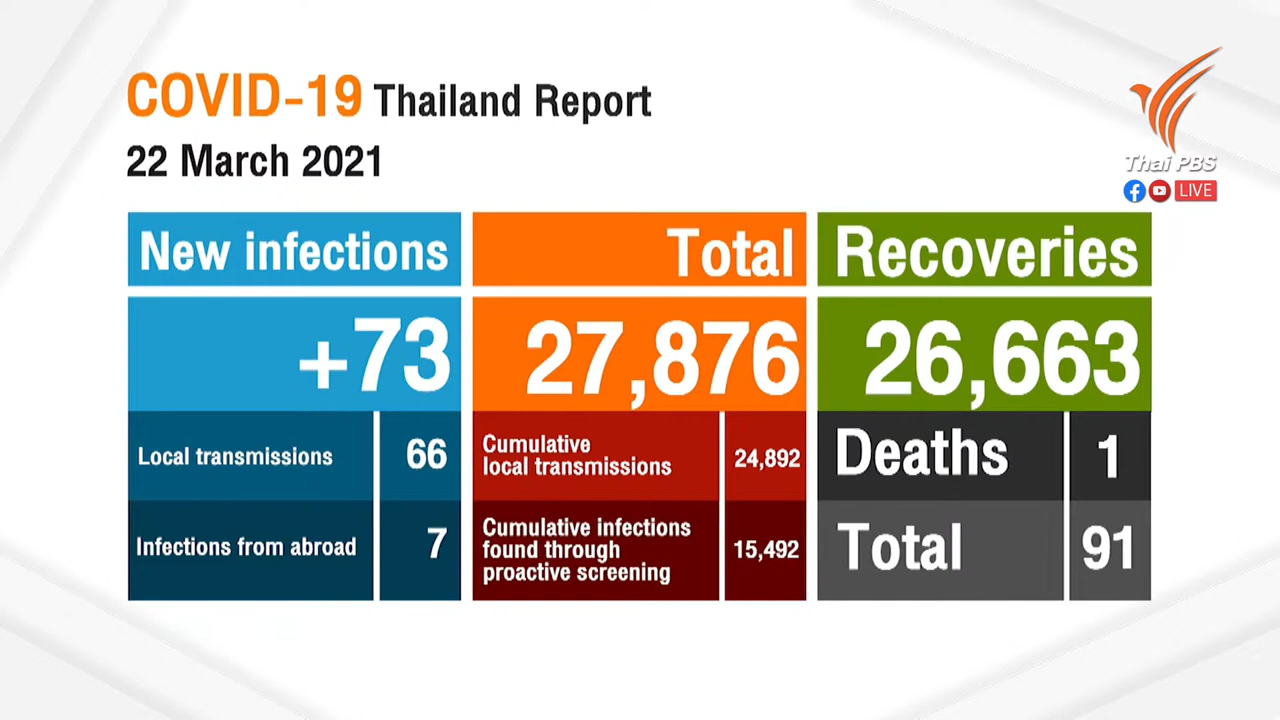 COVID-19 Thailand Report
22 March 2021
Thai PBS
LIVE
New infections
+73
Local transmissions 66
Infections from abroad 7
Total
27,876
Cumulative
local transmissions
24,892
Cumulative infections
found through
proactive screening
15,492
Recoveries
26,663
Deaths 1
Total 91